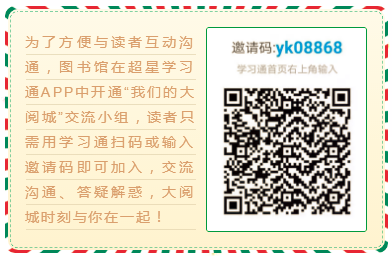 为了方便与读者互动沟
通，图书馆在超星学习
通APP中开通“我们的大
阅城”交流小组，读者只
需用学习通扫码或输入
邀请码即可加入，交流
沟通、答疑解惑，大阅
城时刻与你在一起！
邀请码:yk08868
学习通首页右上角输入